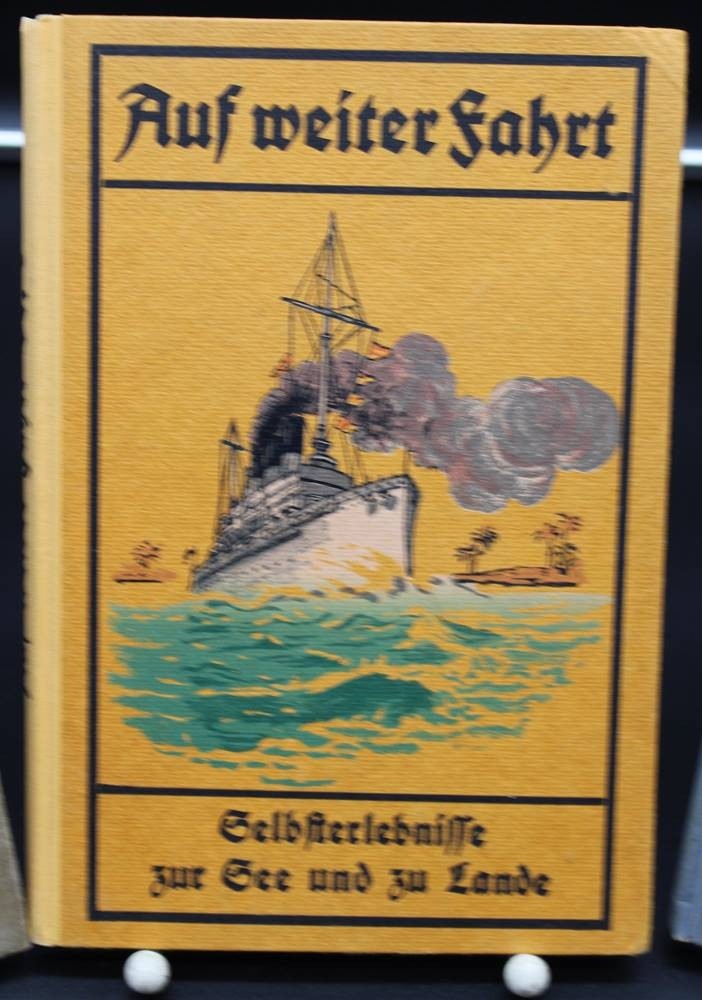 Auf weiter Fahrt
Selbsterlebnisse
zur See und zu Lande